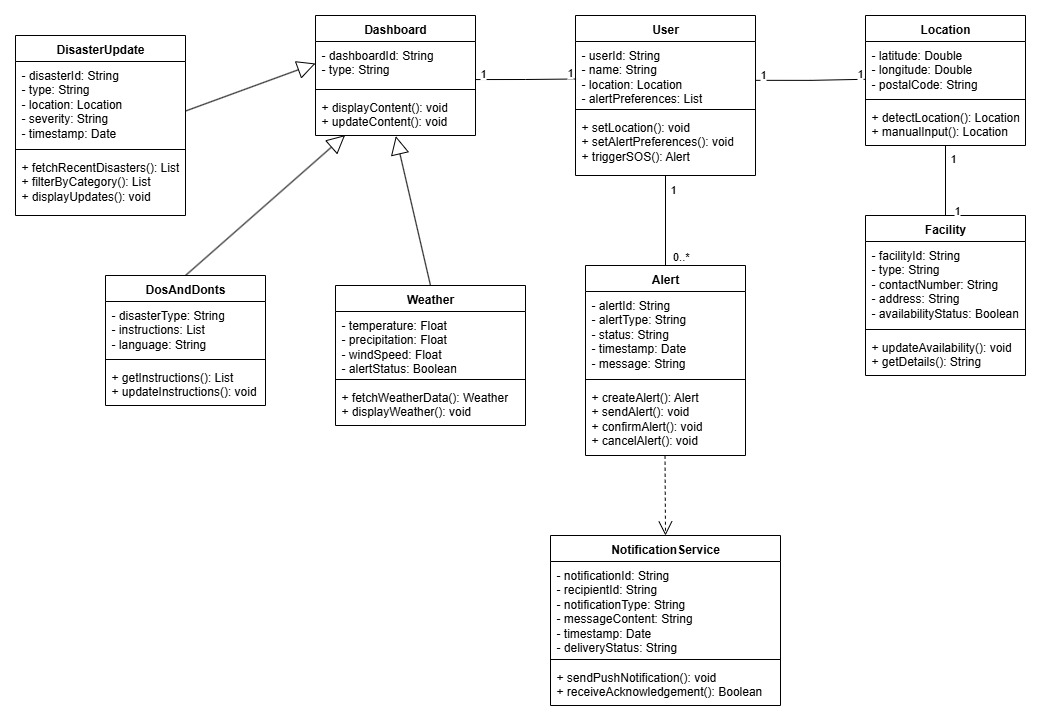 DisasterUpdate
- disasterId: String
- type: String
- location: Location
- severity: String
- timestamp: Date
+ fetchRecentDisasters(): List
+ filterByCategory(): List
+ displayUpdates(): void
Dashboard
- dashboardId: String
- type: String
+ displayContent(): void
+ updateContent(): void
1
1
User
- userId: String
- name: String
- location: Location
- alertPreferences: List
+ setLocation(): void
+ setAlertPreferences(): void
+ triggerSOS(): Alert
1
1
Location
- latitude: Double
- longitude: Double
- postalCode: String
+ detectLocation(): Location
+ manualInput(): Location
1
1
Facility
- facilityId: String
- type: String
- contactNumber: String
- address: String
- availabilityStatus: Boolean
+ updateAvailability(): void
+ getDetails(): String
1
0..*
DosAndDonts
- disasterType: String
- instructions: List
- language: String
+ getInstructions(): List
+ updateInstructions(): void
Weather
- temperature: Float
- precipitation: Float
- windSpeed: Float
- alertStatus: Boolean
+ fetchWeatherData(): Weather
+ displayWeather(): void
Alert
- alertId: String
- alertType: String
- status: String
- timestamp: Date
- message: String
+ createAlert(): Alert
+ sendAlert(): void
+ confirmAlert(): void
+ cancelAlert(): void
NotificationService
- notificationId: String
- recipientId: String
- notificationType: String
- messageContent: String
- timestamp: Date
- deliveryStatus: String
+ sendPushNotification(): void
+ receiveAcknowledgement(): Boolean